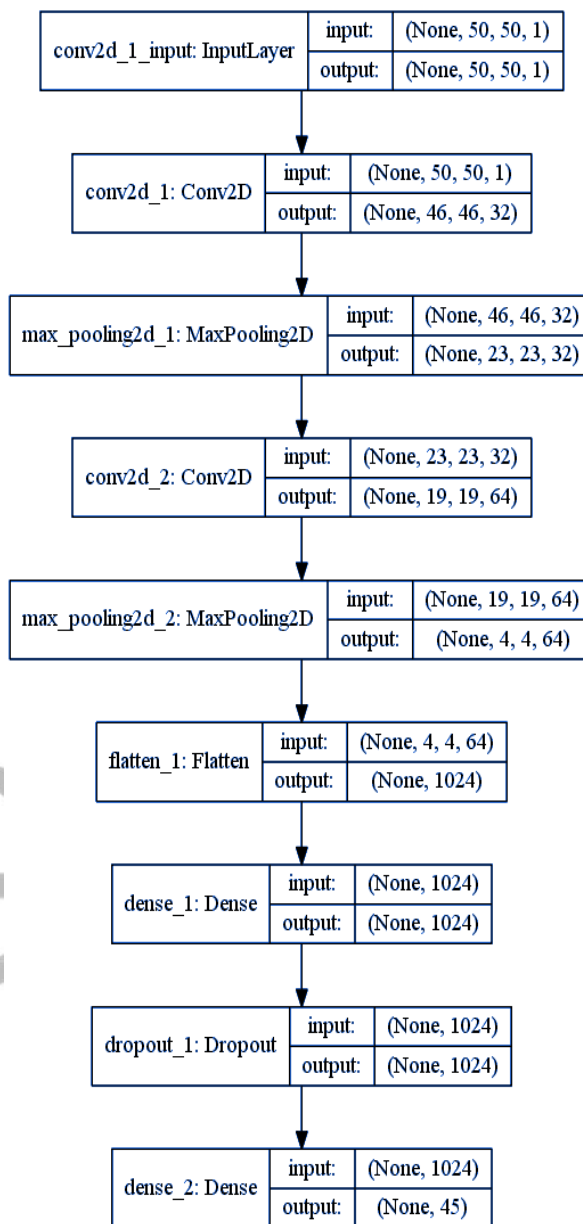 conv2d_1_input: InputLayer
input: (None, 50, 50, 1)
output: (None, 50, 50, 1)
conv2d_1: Conv2D
input: (None, 50, 50, 1)
output: (None, 46, 46, 32)
max_pooling2d_1: MaxPooling2D
input: (None, 46, 46, 32)
output: (None, 23, 23, 32)
conv2d_2: Conv2D
input: (None, 23, 23, 32)
output: (None, 19, 19, 64)
max_pooling2d_2: MaxPooling2D
input: (None, 19, 19, 64)
output: (None, 4, 4, 64)
flatten_1: Flatten
input: (None, 4, 4, 64)
output: (None, 1024)
dense_1: Dense
input: (None, 1024)
output: (None, 1024)
dropout_1: Dropout
input: (None, 1024)
output: (None, 1024)
dense_2: Dense
input: (None, 1024)
output: (None, 45)